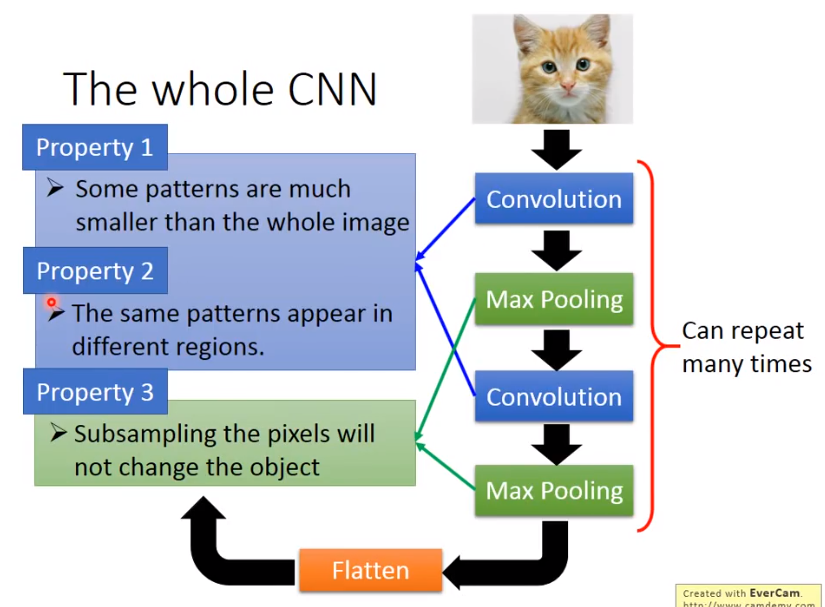 The whole CNN
Property 1
➢ Some patterns are much
smaller than the whole image
Property 2
➢ The same patterns appear in
different regions.
Property 3
➢ Subsampling the pixels will
not change the object
Convolution
Max Pooling
Convolution
Max Pooling
Can repeat
many times
Flatten
Created with EverCam.
http://www.camdemy.com